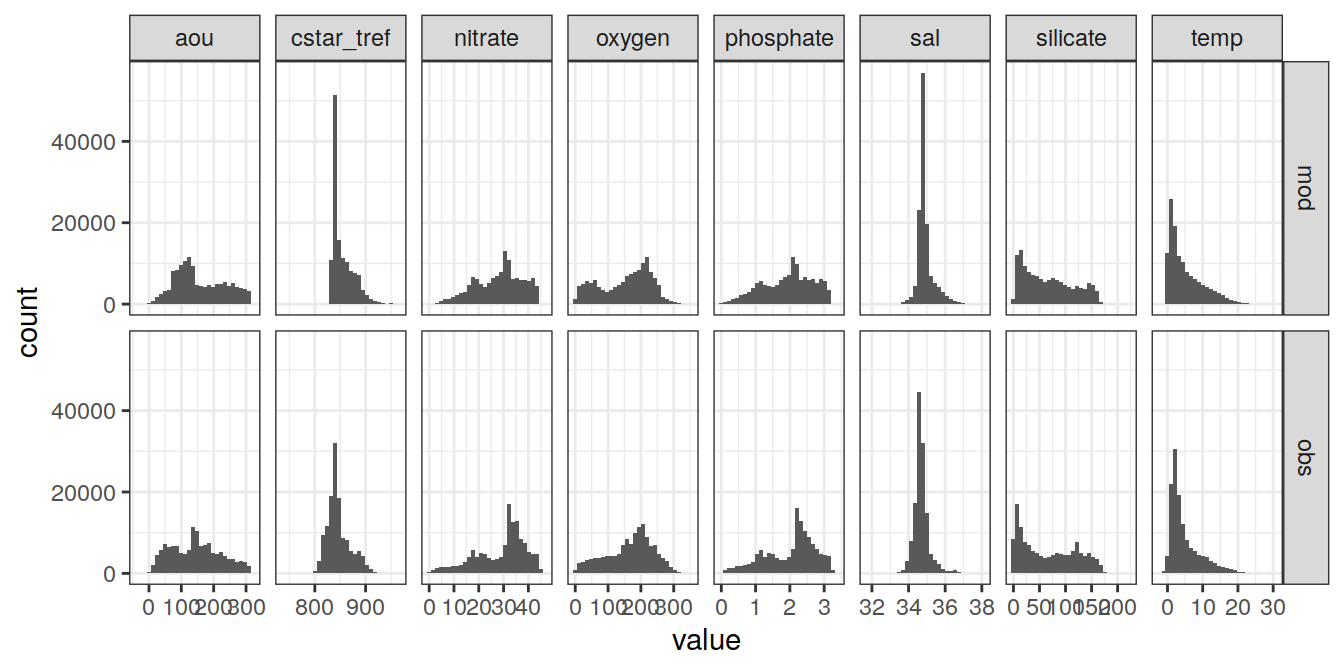 aou cstar_tref nitrate oxygen phosphate sal silicate temp
40000
20000
0
mod
count
40000
20000
0
obs
0 100 200 300 800 900 0 10 20 30 40 0 100 200 300 0 1 2 3 32 34 36 38 0 50 100 150 200 0 10 20 30
value